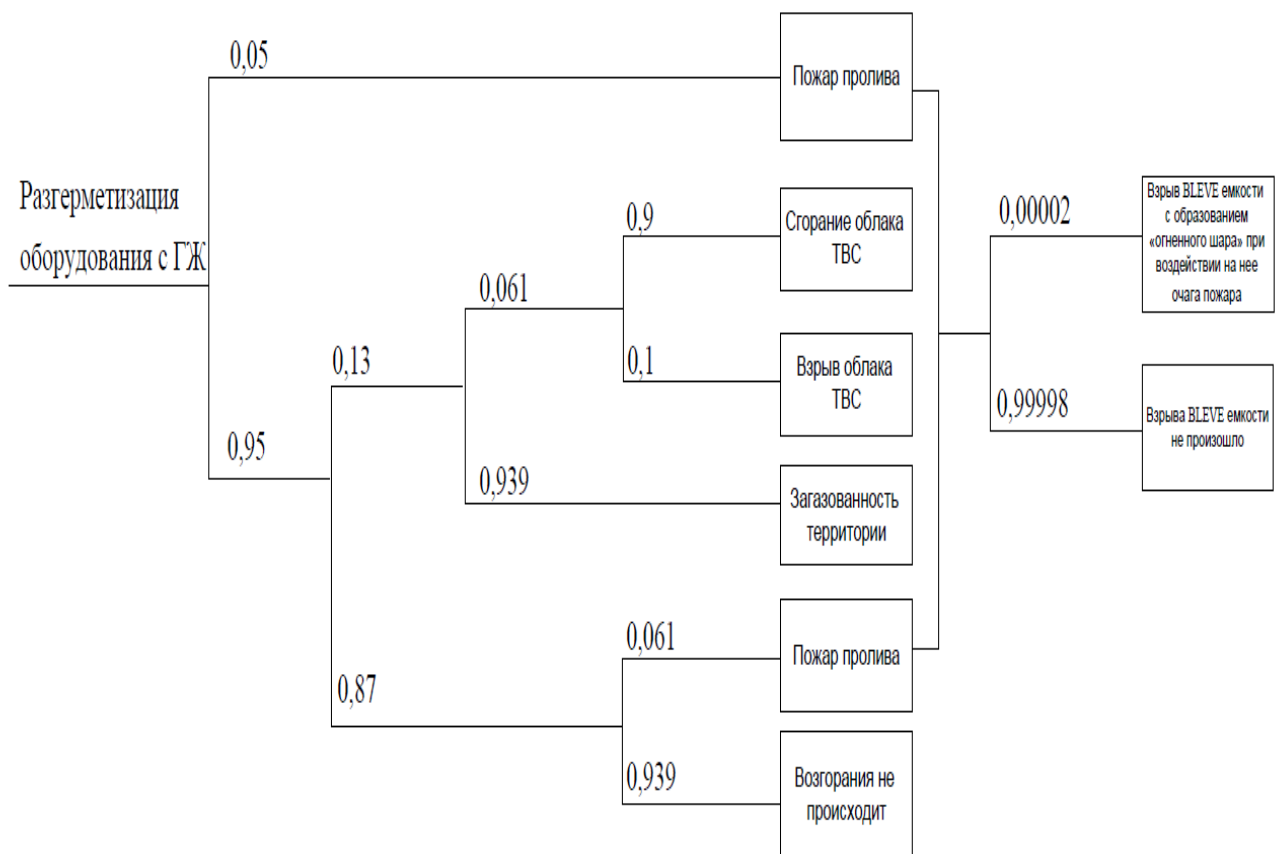 0,05
Пожар пролива
Разгерметизация
оборудования с ГЖ
0,9
Сгорание облака
ТВС
0,00002
Взрыв BLEVE емкости
с образованием
«огненного шара» при
воздействии на нее
очага пожара
0,061
0,13
0,1
Взрыв облака
ТВС
0,99998
Взрыва BLEVE емкости
не произошло
0,95
0,939
Загазованность
территории
0,061
Пожар пролива
0,87
0,939
Возгорания не
происходит